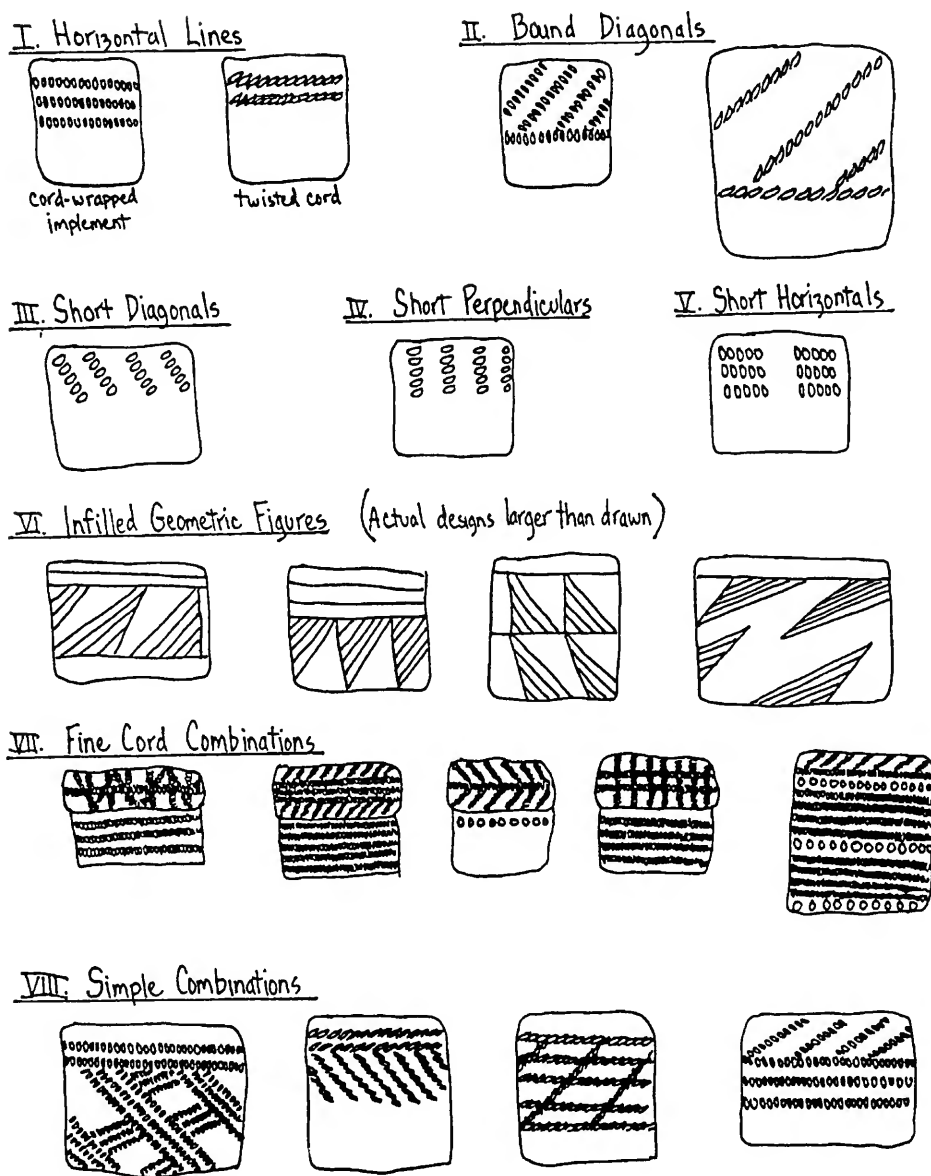 I. Horizontal Lines
II. Bound Diagonals
cord-wrapped
implement
twisted cord
III. Short Diagonals
IV. Short Perpendiculars
V. Short Horizontals
VI. Infilled Geometric Figures (Actual designs larger than drawn)
VII. Fine Cord Combinations
VIII. Simple Combinations